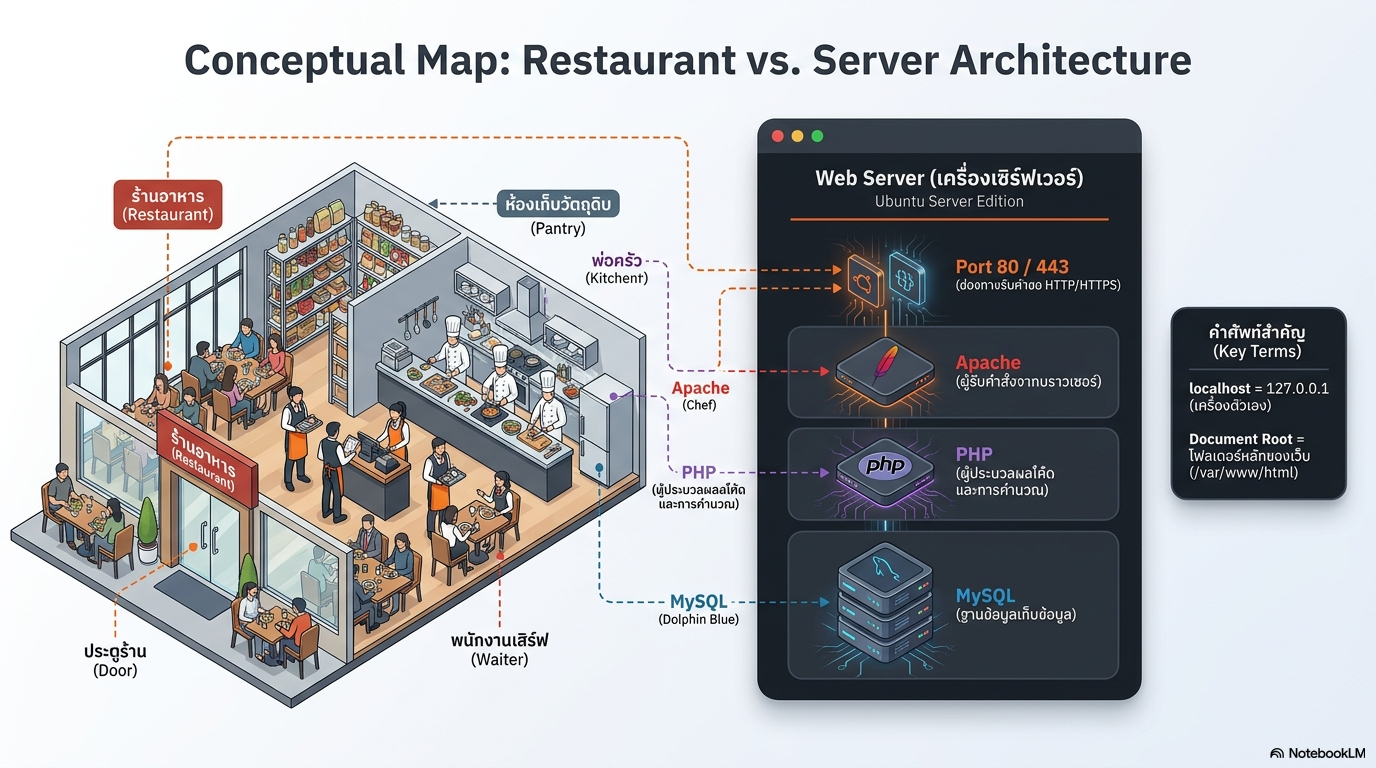 Conceptual Map: Restaurant vs. Server Architecture
ร้านอาหาร
(Restaurant)
ห้องเก็บวัตถุดิบ
(Pantry)
พ่อครัว
(Kitchent)
Apache
(Chef)
PHP
(ผู้ประบวลผลลโค้ด
และการคำนวณ)
MySQL
(Dolphin Blue)
ร้านอาหาร
(Restaurant)
ประตูร้าน
(Door)
พนักงานเสิร์ฟ
(Waiter)
Web Server (เครื่องเซิร์ฟเวอร์)
Ubuntu Server Edition
Port 80 / 443
(ช่องทางรับคำขอ HTTP/HTTPS)
Apache
(ผู้รับคำสั่งจากบราวเซอร์)
PHP
php
(ผู้ประบวลผลโค้ด
และการคำนวณ)
MySQL
(ฐานข้อมูลเก็บข้อมูล)
คำศัพท์สำคัญ
(Key Terms)
localhost = 127.0.0.1
(เครื่องตัวเอง)
Document Root =
โฟลเดอร์หลักของเว็บ
(/var/www/html)
NotebookLM